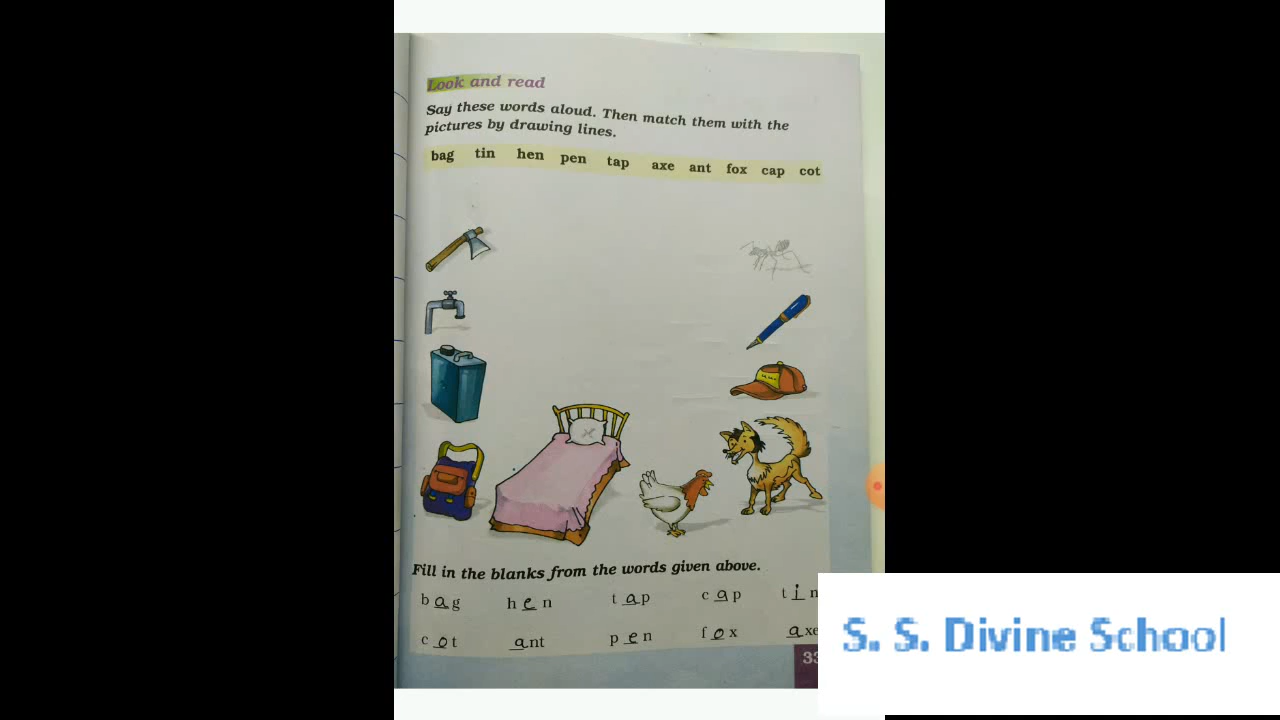 Look and read
Say these words aloud. Then match them with the
pictures by drawing lines.
bag tin hen pen tap axe ant fox cap cot
Fill in the blanks from the words given above.
bag hen tap cap tin
cot ant pen fox axe
33
S. S. Divine School